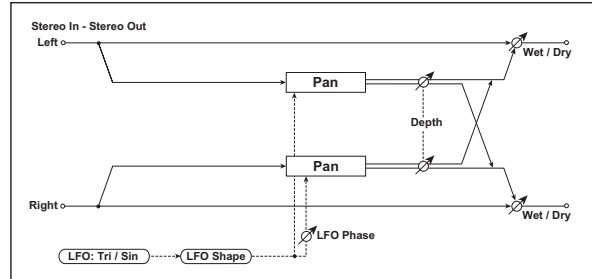 Stereo In - Stereo Out
Left
Wet / Dry
Pan
Depth
Pan
Right
Wet / Dry
LFO Phase
LFO: Tri / Sin
LFO Shape